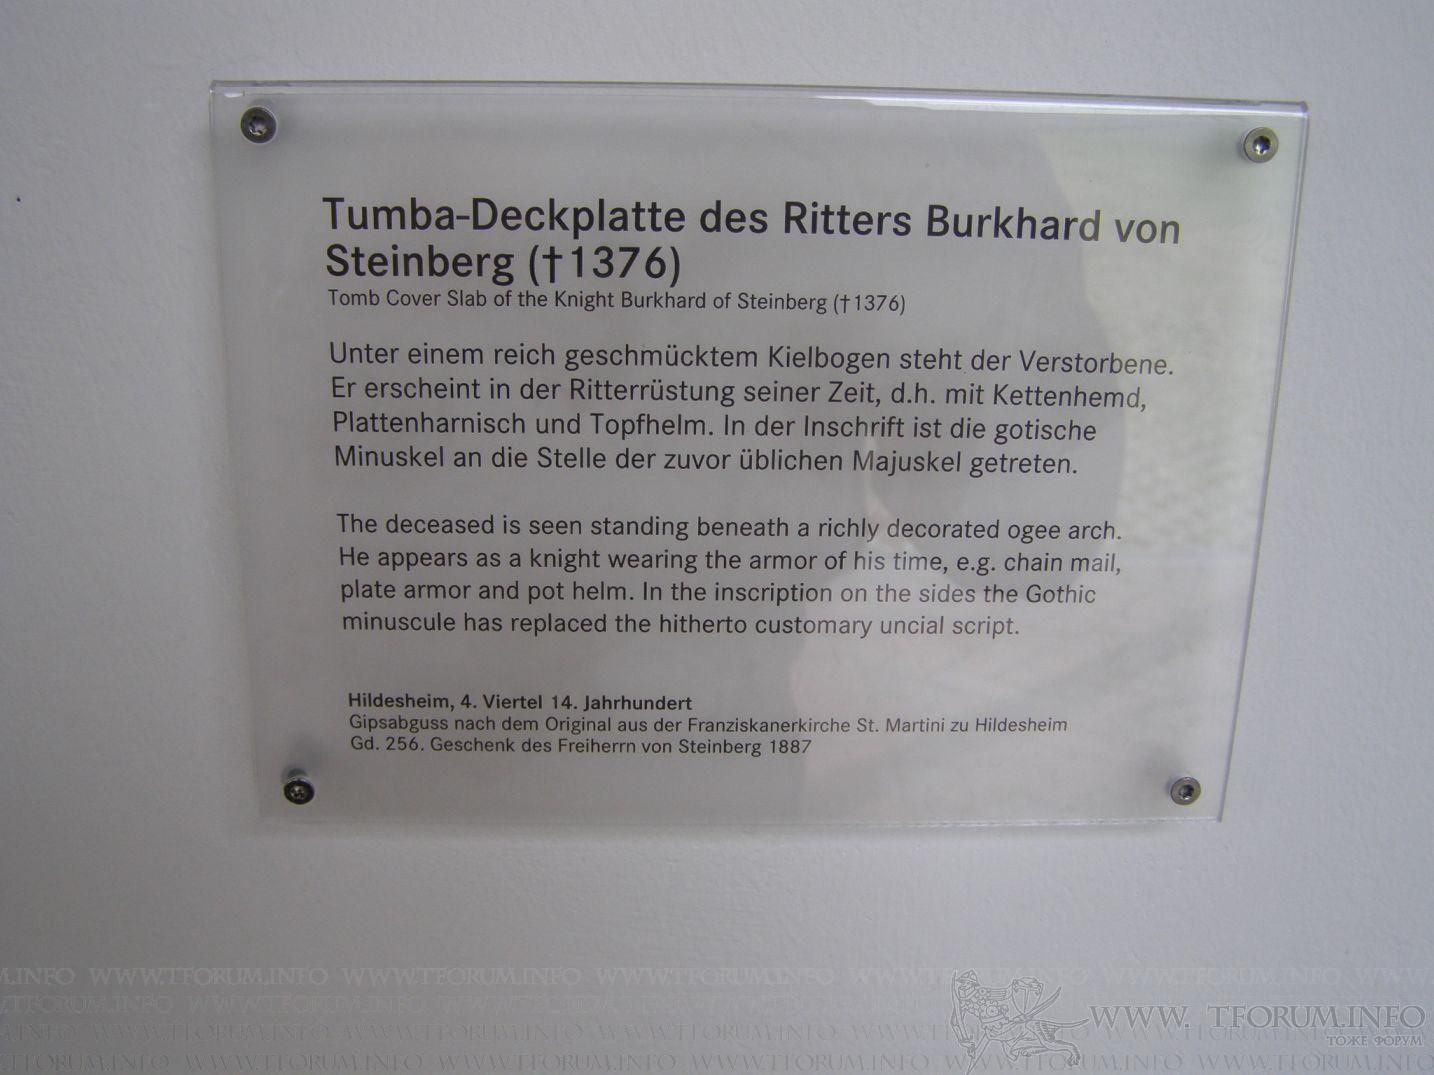 Tumba-Deckplatte des Ritters Burkhard von
Steinberg (†1376)
Tomb Cover Slab of the Knight Burkhard of Steinberg (†1376)
Unter einem reich geschmücktem Kielbogen steht der Verstorbene.
Er erscheint in der Ritterrüstung seiner Zeit, d.h. mit Kettenhemd,
Plattenharnisch und Topfhelm. In der Inschrift ist die gotische
Minuskel an die Stelle der zuvor üblichen Majuskel getreten.
The deceased is seen standing beneath a richly decorated ogee arch.
He appears as a knight wearing the armor of his time, e.g. chain mail,
plate armor and pot helm. In the inscription on the sides the Gothic
minuscule has replaced the hitherto customary uncial script.
Hildesheim, 4. Viertel 14. Jahrhundert
Gipsabguss nach dem Original aus der Franziskanerkirche St. Martini zu Hildesheim
Gd. 256. Geschenk des Freiherrn von Steinberg 1887
WWW. TFORUM.INFO
ТОЖЕ ФОРУМ